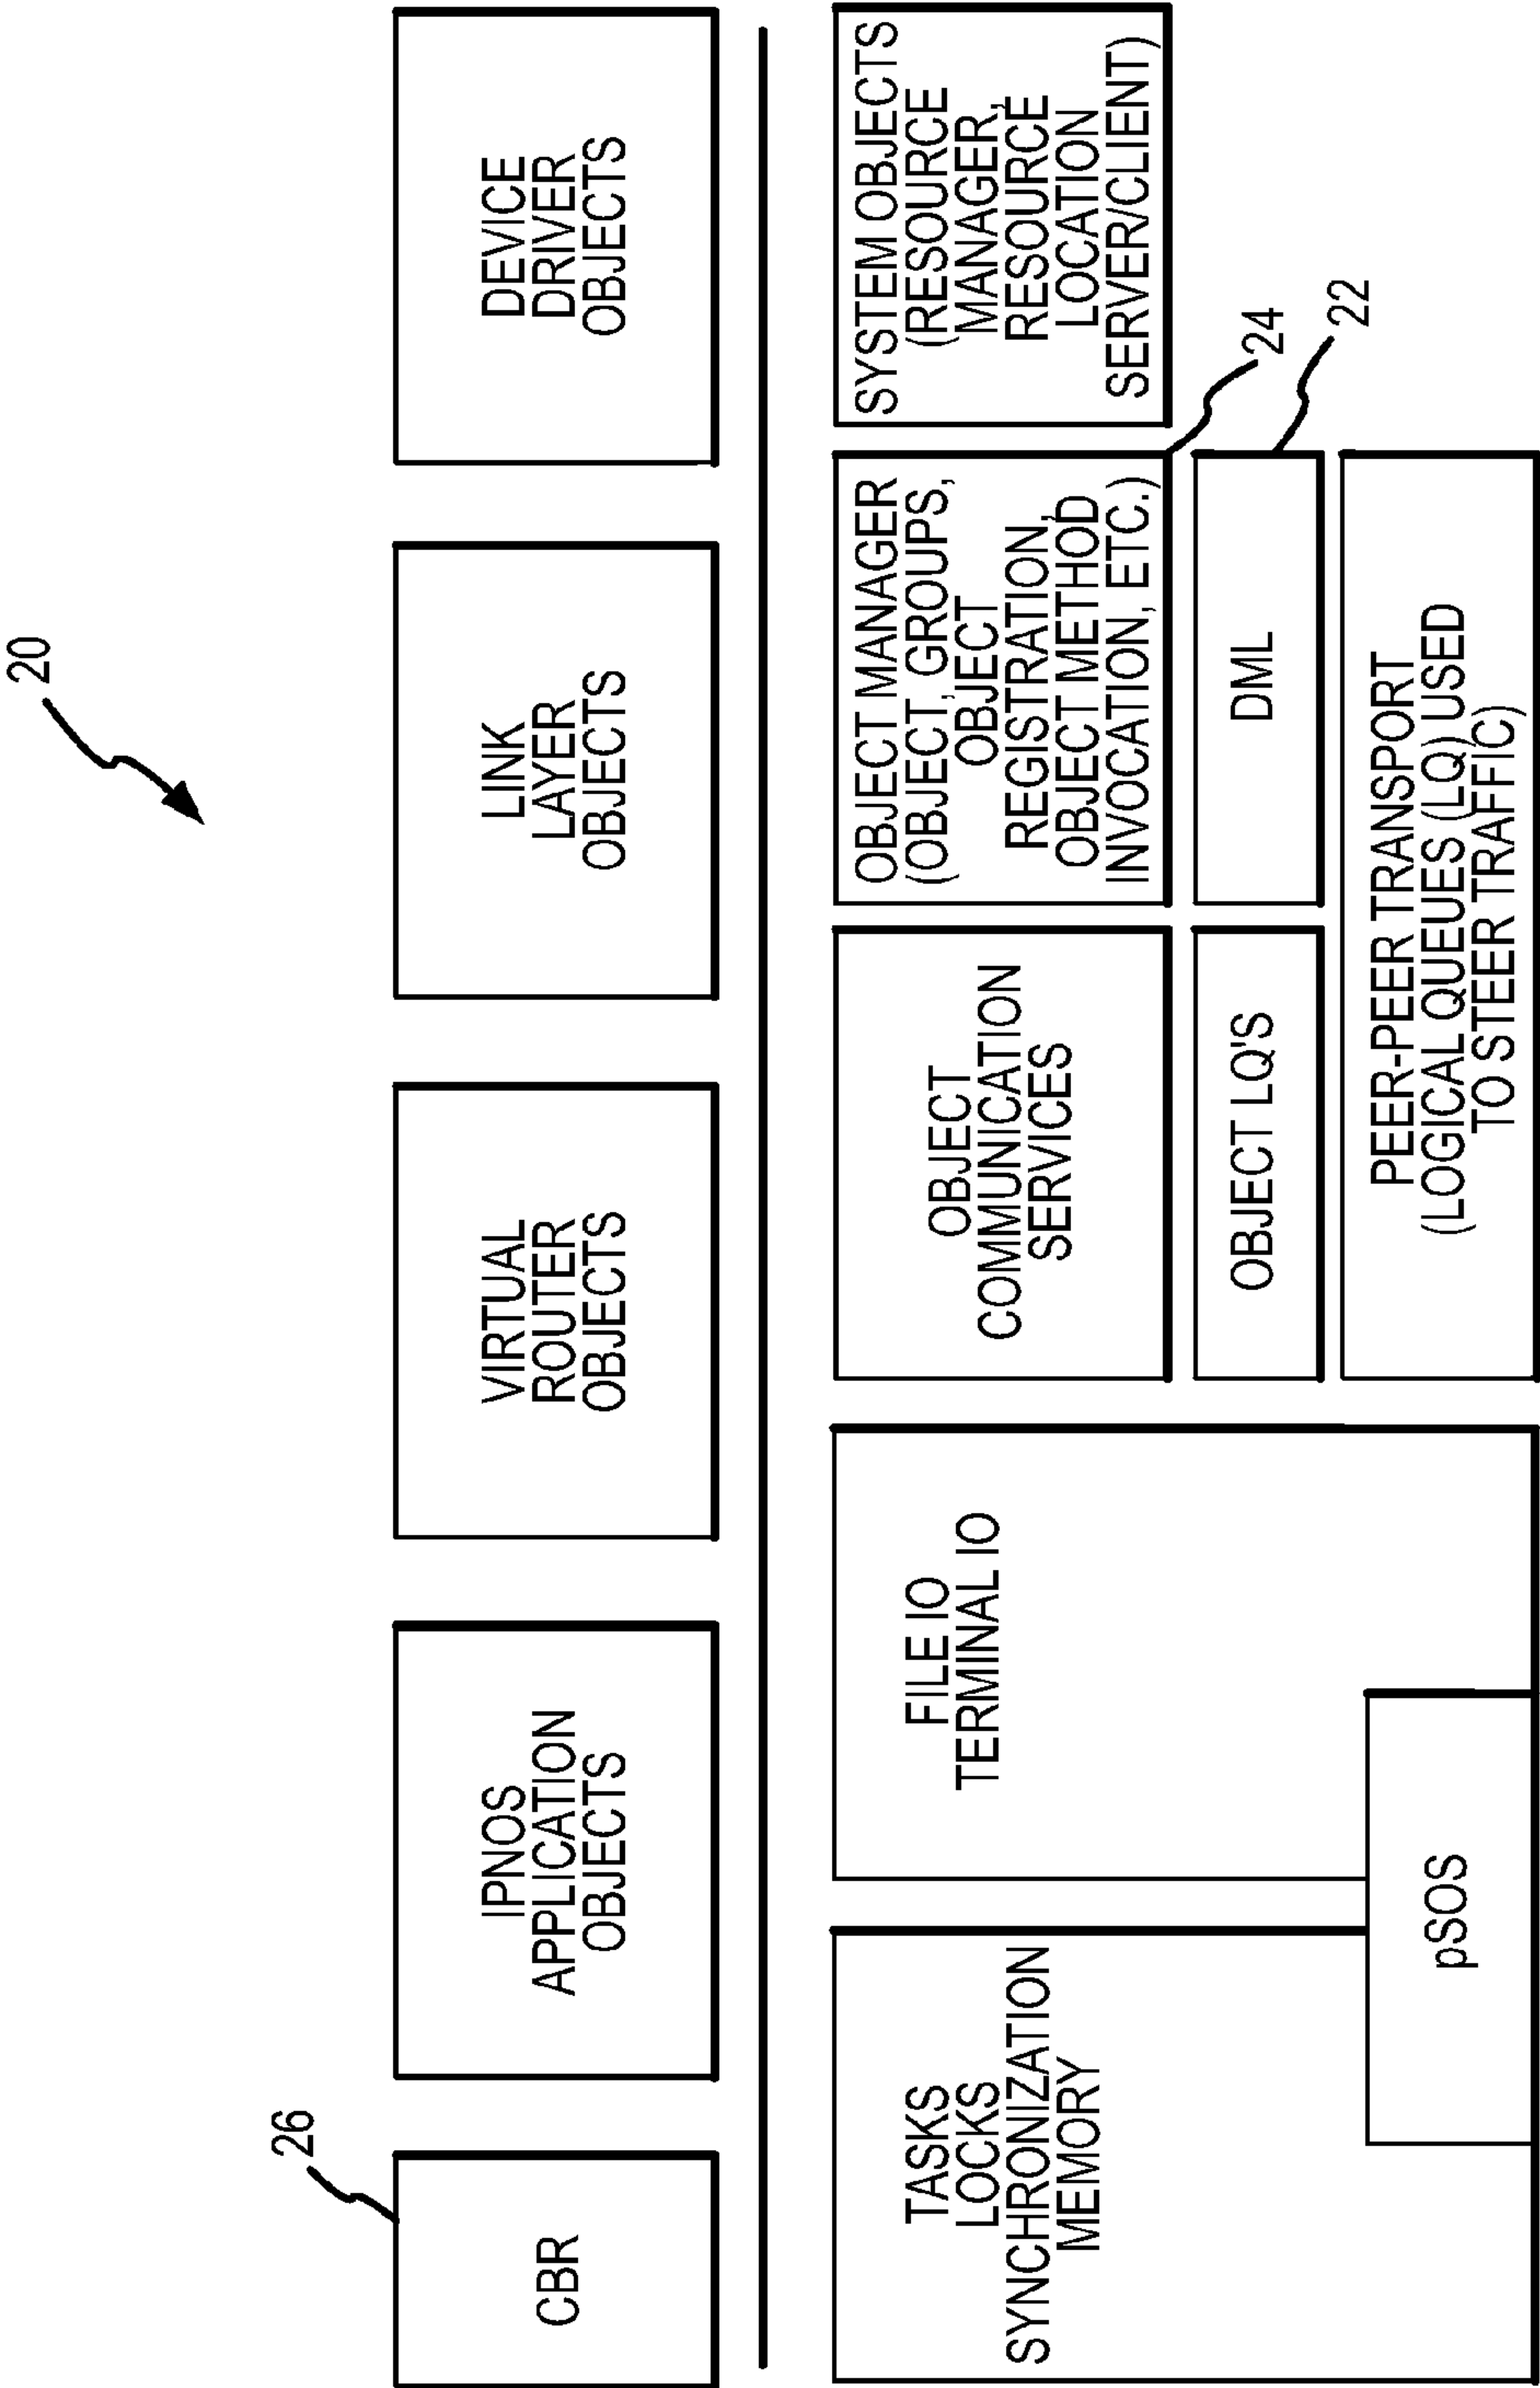 20
26
CBR
IPNOS
APPLICATION
OBJECTS
VIRTUAL
ROUTER
OBJECTS
LINK
LAYER
OBJECTS
DEVICE
DRIVER
OBJECTS
TASKS
LOCKS
SYNCHRONIZATION
MEMORY
FILE IO
TERMINAL IO
pSOS
OBJECT
COMMUNICATION
SERVICES
OBJECT MANAGER
(OBJECT, GROUPS,
OBJECT
REGISTRATION,
OBJECT METHOD
INVOCATION, ETC.)
SYSTEM OBJECTS
(RESOURCE
MANAGER,
RESOURCE
LOCATION
SERVER/CLIENT)
24
OBJECT LQ'S
DML
22
PEER-PEER TRANSPORT
(LOGICAL QUEUES (LQ) USED
TO STEER TRAFFIC)